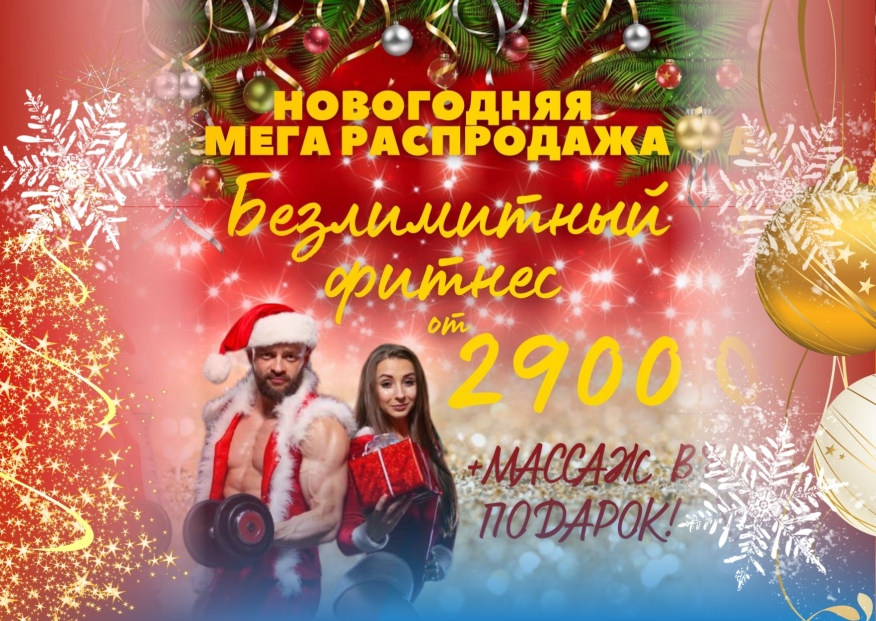 НОВОГОДНЯЯ
МЕГА РАСПРОДАЖА
Безлимитный
фитнес
от
2900
+МАССАЖ В
ПОДАРОК!